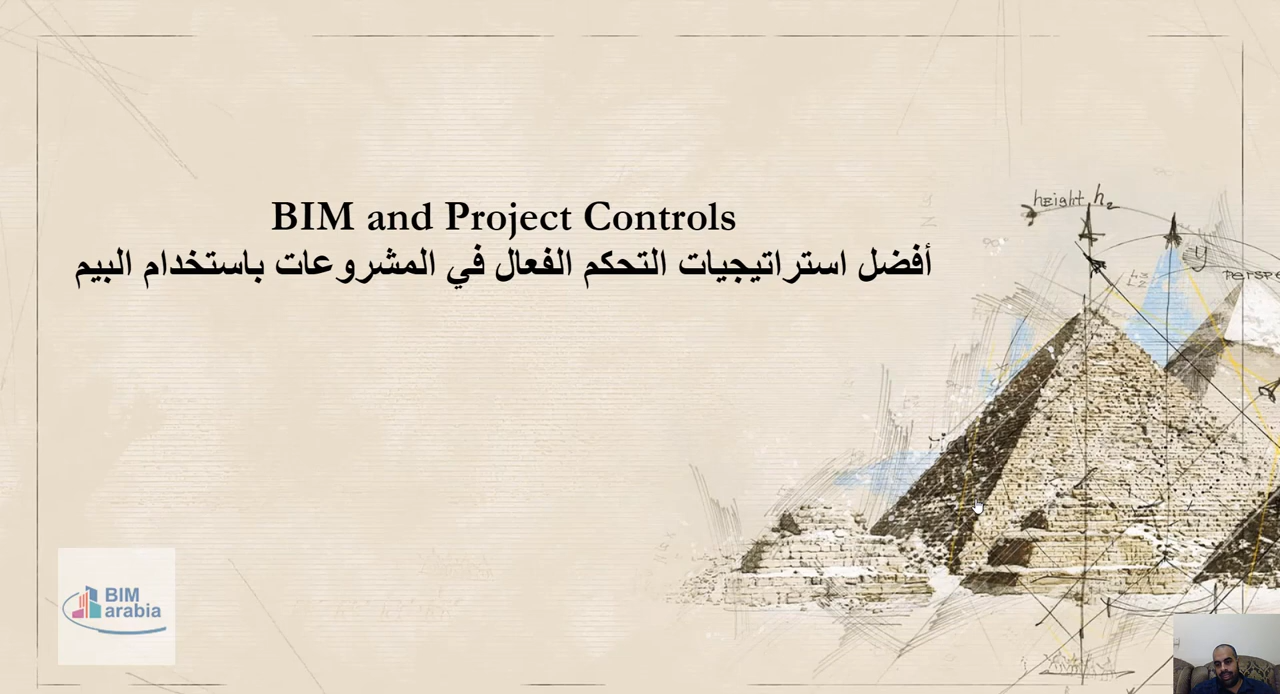 BIM and Project Controls
أفضل استراتيجيات التحكم الفعال في المشروعات باستخدام البيم
height h₂
y
BIM
arabia